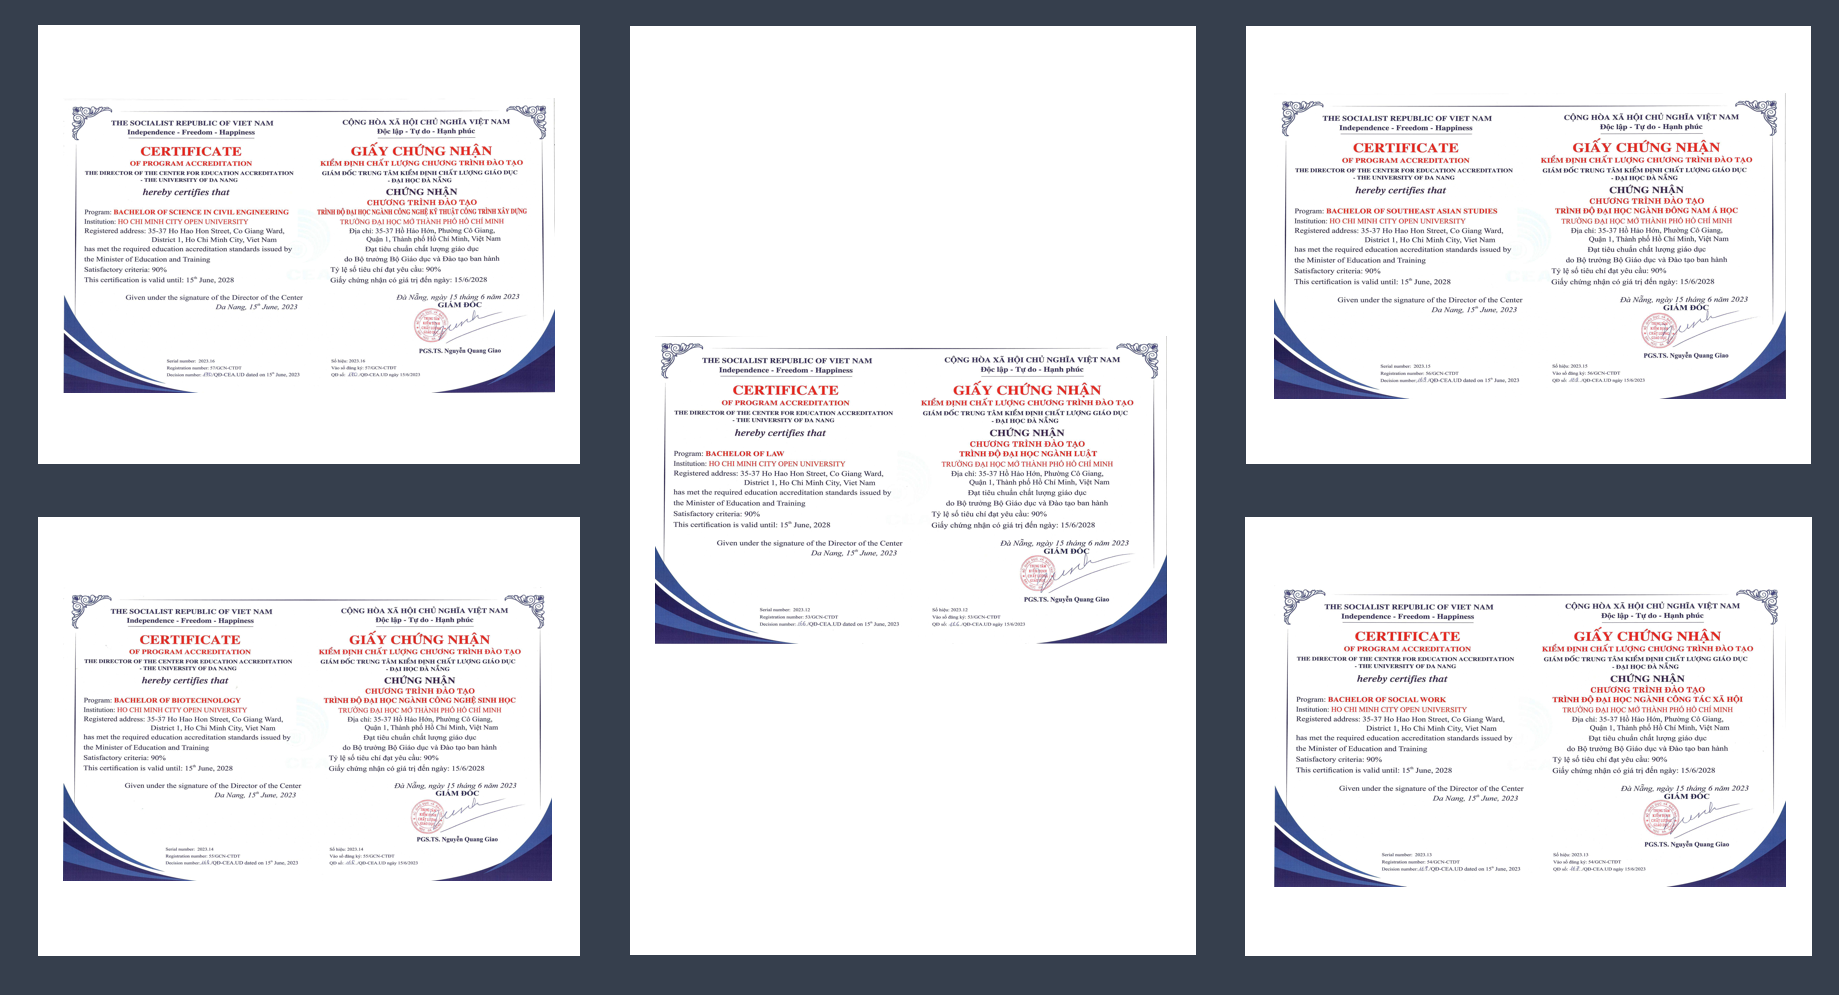 THE SOCIALIST REPUBLIC OF VIET NAM
Independence - Freedom - Happiness
CERTIFICATE
OF PROGRAM ACCREDITATION
THE DIRECTOR OF THE CENTER FOR EDUCATION ACCREDITATION
- THE UNIVERSITY OF DA NANG
hereby certifies that
Program: BACHELOR OF SCIENCE IN CIVIL ENGINEERING
Institution: HO CHI MINH CITY OPEN UNIVERSITY
Registered address: 35-37 Ho Hao Hon Street, Co Giang Ward,
District 1, Ho Chi Minh City, Viet Nam
has met the required education accreditation standards issued by
the Minister of Education and Training
Satisfactory criteria: 90%
This certification is valid until: 15th June, 2028
Given under the signature of the Director of the Center
Da Nang, 15th June, 2023
Serial number: 2023.16
Registration number: 57/GCN-CTĐT
Decision number: /QĐ-CEA.UD dated on 15th June, 2023
CỘNG HÒA XÃ HỘI CHỦ NGHĨA VIỆT NAM
Độc lập - Tự do - Hạnh phúc
GIẤY CHỨNG NHẬN
KIỂM ĐỊNH CHẤT LƯỢNG CHƯƠNG TRÌNH ĐÀO TẠO
GIÁM ĐỐC TRUNG TÂM KIỂM ĐỊNH CHẤT LƯỢNG GIÁO DỤC
- ĐẠI HỌC ĐÀ NẴNG
CHỨNG NHẬN
CHƯƠNG TRÌNH ĐÀO TẠO
TRÌNH ĐỘ ĐẠI HỌC NGÀNH CÔNG NGHỆ KỸ THUẬT CÔNG TRÌNH XÂY DỰNG
TRƯỜNG ĐẠI HỌC MỞ THÀNH PHỐ HỒ CHÍ MINH
Địa chỉ: 35-37 Hồ Hảo Hớn, Phường Cô Giang,
Quận 1, Thành phố Hồ Chí Minh, Việt Nam
Đạt tiêu chuẩn chất lượng giáo dục
do Bộ trưởng Bộ Giáo dục và Đào tạo ban hành
Tỷ lệ số tiêu chí đạt yêu cầu: 90%
Giấy chứng nhận có giá trị đến ngày: 15/6/2028
Đà Nẵng, ngày 15 tháng 6 năm 2023
GIÁM ĐỐC
PGS.TS. Nguyễn Quang Giao
Số hiệu: 2023.16
Vào sổ đăng ký: 57/GCN-CTĐT
QĐ số: /QĐ-CEA.UD ngày 15/6/2023
THE SOCIALIST REPUBLIC OF VIET NAM
Independence - Freedom - Happiness
CERTIFICATE
OF PROGRAM ACCREDITATION
THE DIRECTOR OF THE CENTER FOR EDUCATION ACCREDITATION
- THE UNIVERSITY OF DA NANG
hereby certifies that
Program: BACHELOR OF BIOTECHNOLOGY
Institution: HO CHI MINH CITY OPEN UNIVERSITY
Registered address: 35-37 Ho Hao Hon Street, Co Giang Ward,
District 1, Ho Chi Minh City, Viet Nam
has met the required education accreditation standards issued by
the Minister of Education and Training
Satisfactory criteria: 90%
This certification is valid until: 15th June, 2028
Given under the signature of the Director of the Center
Da Nang, 15th June, 2023
Serial number: 2023.14
Registration number: 55/GCN-CTĐT
Decision number: /QĐ-CEA.UD dated on 15th June, 2023
CỘNG HÒA XÃ HỘI CHỦ NGHĨA VIỆT NAM
Độc lập - Tự do - Hạnh phúc
GIẤY CHỨNG NHẬN
KIỂM ĐỊNH CHẤT LƯỢNG CHƯƠNG TRÌNH ĐÀO TẠO
GIÁM ĐỐC TRUNG TÂM KIỂM ĐỊNH CHẤT LƯỢNG GIÁO DỤC
- ĐẠI HỌC ĐÀ NẴNG
CHỨNG NHẬN
CHƯƠNG TRÌNH ĐÀO TẠO
TRÌNH ĐỘ ĐẠI HỌC NGÀNH CÔNG NGHỆ SINH HỌC
TRƯỜNG ĐẠI HỌC MỞ THÀNH PHỐ HỒ CHÍ MINH
Địa chỉ: 35-37 Hồ Hảo Hớn, Phường Cô Giang,
Quận 1, Thành phố Hồ Chí Minh, Việt Nam
Đạt tiêu chuẩn chất lượng giáo dục
do Bộ trưởng Bộ Giáo dục và Đào tạo ban hành
Tỷ lệ số tiêu chí đạt yêu cầu: 90%
Giấy chứng nhận có giá trị đến ngày: 15/6/2028
Đà Nẵng, ngày 15 tháng 6 năm 2023
GIÁM ĐỐC
PGS.TS. Nguyễn Quang Giao
Số hiệu: 2023.14
Vào sổ đăng ký: 55/GCN-CTĐT
QĐ số: /QĐ-CEA.UD ngày 15/6/2023
THE SOCIALIST REPUBLIC OF VIET NAM
Independence - Freedom - Happiness
CERTIFICATE
OF PROGRAM ACCREDITATION
THE DIRECTOR OF THE CENTER FOR EDUCATION ACCREDITATION
- THE UNIVERSITY OF DA NANG
hereby certifies that
Program: BACHELOR OF LAW
Institution: HO CHI MINH CITY OPEN UNIVERSITY
Registered address: 35-37 Ho Hao Hon Street, Co Giang Ward,
District 1, Ho Chi Minh City, Viet Nam
has met the required education accreditation standards issued by
the Minister of Education and Training
Satisfactory criteria: 90%
This certification is valid until: 15th June, 2028
Given under the signature of the Director of the Center
Da Nang, 15th June, 2023
Serial number: 2023.12
Registration number: 53/GCN-CTĐT
Decision number: /QĐ-CEA.UD dated on 15th June, 2023
CỘNG HÒA XÃ HỘI CHỦ NGHĨA VIỆT NAM
Độc lập - Tự do - Hạnh phúc
GIẤY CHỨNG NHẬN
KIỂM ĐỊNH CHẤT LƯỢNG CHƯƠNG TRÌNH ĐÀO TẠO
GIÁM ĐỐC TRUNG TÂM KIỂM ĐỊNH CHẤT LƯỢNG GIÁO DỤC
- ĐẠI HỌC ĐÀ NẴNG
CHỨNG NHẬN
CHƯƠNG TRÌNH ĐÀO TẠO
TRÌNH ĐỘ ĐẠI HỌC NGÀNH LUẬT
TRƯỜNG ĐẠI HỌC MỞ THÀNH PHỐ HỒ CHÍ MINH
Địa chỉ: 35-37 Hồ Hảo Hớn, Phường Cô Giang,
Quận 1, Thành phố Hồ Chí Minh, Việt Nam
Đạt tiêu chuẩn chất lượng giáo dục
do Bộ trưởng Bộ Giáo dục và Đào tạo ban hành
Tỷ lệ số tiêu chí đạt yêu cầu: 90%
Giấy chứng nhận có giá trị đến ngày: 15/6/2028
Đà Nẵng, ngày 15 tháng 6 năm 2023
GIÁM ĐỐC
PGS.TS. Nguyễn Quang Giao
Số hiệu: 2023.12
Vào sổ đăng ký: 53/GCN-CTĐT
QĐ số: /QĐ-CEA.UD ngày 15/6/2023
THE SOCIALIST REPUBLIC OF VIET NAM
Independence - Freedom - Happiness
CERTIFICATE
OF PROGRAM ACCREDITATION
THE DIRECTOR OF THE CENTER FOR EDUCATION ACCREDITATION
- THE UNIVERSITY OF DA NANG
hereby certifies that
Program: BACHELOR OF SOUTHEAST ASIAN STUDIES
Institution: HO CHI MINH CITY OPEN UNIVERSITY
Registered address: 35-37 Ho Hao Hon Street, Co Giang Ward,
District 1, Ho Chi Minh City, Viet Nam
has met the required education accreditation standards issued by
the Minister of Education and Training
Satisfactory criteria: 90%
This certification is valid until: 15th June, 2028
Given under the signature of the Director of the Center
Da Nang, 15th June, 2023
Serial number: 2023.15
Registration number: 56/GCN-CTĐT
Decision number: /QĐ-CEA.UD dated on 15th June, 2023
CỘNG HÒA XÃ HỘI CHỦ NGHĨA VIỆT NAM
Độc lập - Tự do - Hạnh phúc
GIẤY CHỨNG NHẬN
KIỂM ĐỊNH CHẤT LƯỢNG CHƯƠNG TRÌNH ĐÀO TẠO
GIÁM ĐỐC TRUNG TÂM KIỂM ĐỊNH CHẤT LƯỢNG GIÁO DỤC
- ĐẠI HỌC ĐÀ NẴNG
CHỨNG NHẬN
CHƯƠNG TRÌNH ĐÀO TẠO
TRÌNH ĐỘ ĐẠI HỌC NGÀNH ĐÔNG NAM Á HỌC
TRƯỜNG ĐẠI HỌC MỞ THÀNH PHỐ HỒ CHÍ MINH
Địa chỉ: 35-37 Hồ Hảo Hớn, Phường Cô Giang,
Quận 1, Thành phố Hồ Chí Minh, Việt Nam
Đạt tiêu chuẩn chất lượng giáo dục
do Bộ trưởng Bộ Giáo dục và Đào tạo ban hành
Tỷ lệ số tiêu chí đạt yêu cầu: 90%
Giấy chứng nhận có giá trị đến ngày: 15/6/2028
Đà Nẵng, ngày 15 tháng 6 năm 2023
GIÁM ĐỐC
PGS.TS. Nguyễn Quang Giao
Số hiệu: 2023.15
Vào sổ đăng ký: 56/GCN-CTĐT
QĐ số: /QĐ-CEA.UD ngày 15/6/2023
THE SOCIALIST REPUBLIC OF VIET NAM
Independence - Freedom - Happiness
CERTIFICATE
OF PROGRAM ACCREDITATION
THE DIRECTOR OF THE CENTER FOR EDUCATION ACCREDITATION
- THE UNIVERSITY OF DA NANG
hereby certifies that
Program: BACHELOR OF SOCIAL WORK
Institution: HO CHI MINH CITY OPEN UNIVERSITY
Registered address: 35-37 Ho Hao Hon Street, Co Giang Ward,
District 1, Ho Chi Minh City, Viet Nam
has met the required education accreditation standards issued by
the Minister of Education and Training
Satisfactory criteria: 90%
This certification is valid until: 15th June, 2028
Given under the signature of the Director of the Center
Da Nang, 15th June, 2023
Serial number: 2023.13
Registration number: 54/GCN-CTĐT
Decision number: /QĐ-CEA.UD dated on 15th June, 2023
CỘNG HÒA XÃ HỘI CHỦ NGHĨA VIỆT NAM
Độc lập - Tự do - Hạnh phúc
GIẤY CHỨNG NHẬN
KIỂM ĐỊNH CHẤT LƯỢNG CHƯƠNG TRÌNH ĐÀO TẠO
GIÁM ĐỐC TRUNG TÂM KIỂM ĐỊNH CHẤT LƯỢNG GIÁO DỤC
- ĐẠI HỌC ĐÀ NẴNG
CHỨNG NHẬN
CHƯƠNG TRÌNH ĐÀO TẠO
TRÌNH ĐỘ ĐẠI HỌC NGÀNH CÔNG TÁC XÃ HỘI
TRƯỜNG ĐẠI HỌC MỞ THÀNH PHỐ HỒ CHÍ MINH
Địa chỉ: 35-37 Hồ Hảo Hớn, Phường Cô Giang,
Quận 1, Thành phố Hồ Chí Minh, Việt Nam
Đạt tiêu chuẩn chất lượng giáo dục
do Bộ trưởng Bộ Giáo dục và Đào tạo ban hành
Tỷ lệ số tiêu chí đạt yêu cầu: 90%
Giấy chứng nhận có giá trị đến ngày: 15/6/2028
Đà Nẵng, ngày 15 tháng 6 năm 2023
GIÁM ĐỐC
PGS.TS. Nguyễn Quang Giao
Số hiệu: 2023.13
Vào sổ đăng ký: 54/GCN-CTĐT
QĐ số: /QĐ-CEA.UD ngày 15/6/2023